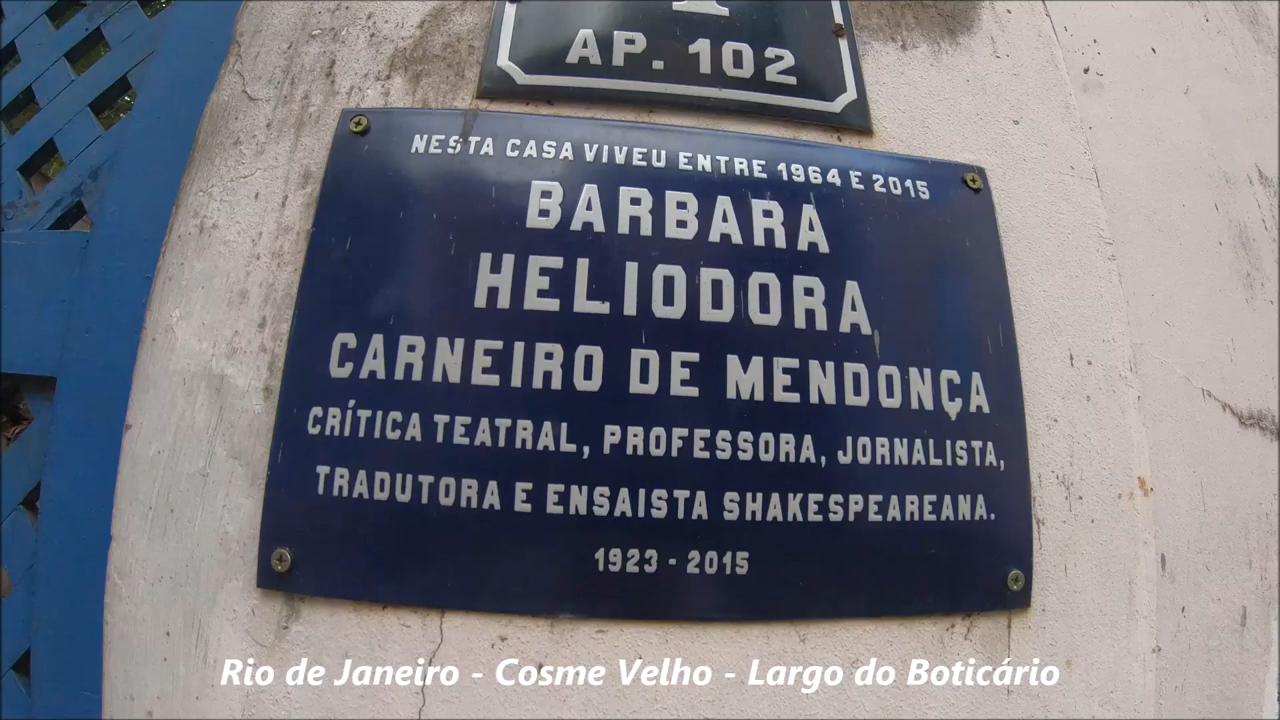 AP. 102
NESTA CASA VIVEU ENTRE 1964 E 2015
BARBARA
HELIODORA
CARNEIRO DE MENDONÇA
CRÍTICA TEATRAL, PROFESSORA, JORNALISTA,
TRADUTORA E ENSAISTA SHAKESPEAREANA.
1923 - 2015
Rio de Janeiro - Cosme Velho - Largo do Boticário